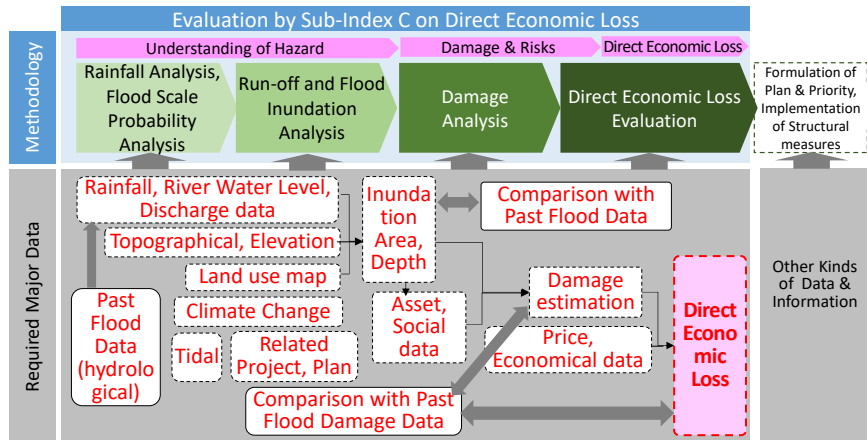 Evaluation by Sub-Index C on Direct Economic Loss
Methodology
Understanding of Hazard
Damage & Risks
Direct Economic Loss
Rainfall Analysis,
Flood Scale
Probability
Analysis
Run-off and Flood
Inundation
Analysis
Damage
Analysis
Direct Economic Loss
Evaluation
Formulation of
Plan & Priority,
Implementation
of Structural
measures
Required Major Data
Rainfall, River Water Level,
Discharge data
Topographical, Elevation
Land use map
Climate Change
Tidal
Related
Project, Plan
Past
Flood
Data
(hydrolo
gical)
Inunda
tion
Area,
Depth
Asset,
Social
data
Comparison with
Past Flood Data
Damage
estimation
Price,
Economical data
Comparison with Past
Flood Damage Data
Direct
Econo
mic
Loss
Other Kinds
of Data &
Information